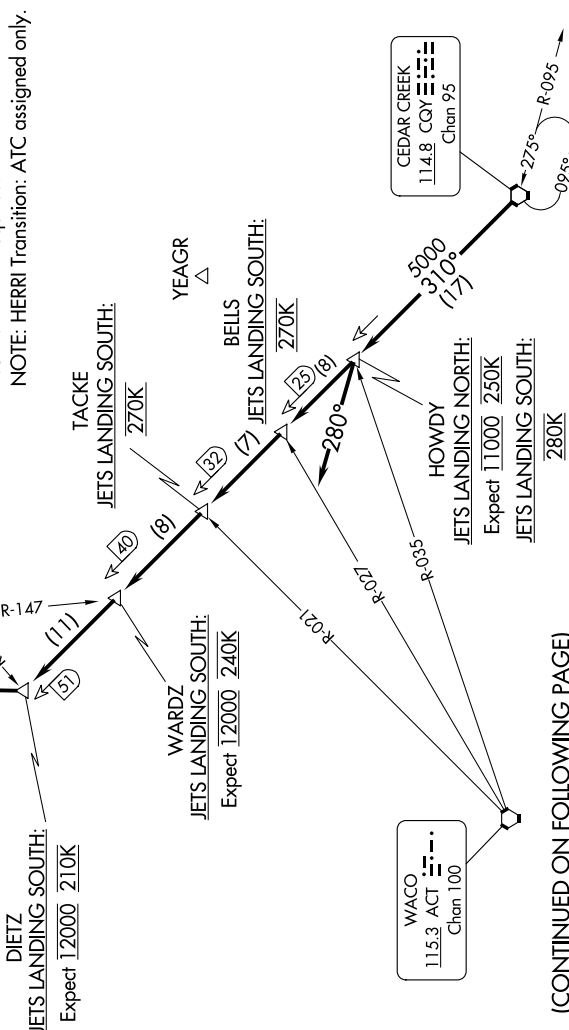 NOTE: HERRI Transition: ATC assigned only.
CEDAR CREEK
114.8 CQY
Chan 95
R-095
275°
095°
YEAGR
TACKE
JETS LANDING SOUTH:
270K
BELLS
JETS LANDING SOUTH:
270K
5000
310°
(17)
25
(8)
280°
32
(7)
40
(8)
R-147
(11)
51
HOWDY
JETS LANDING NORTH:
Expect 11000 250K
JETS LANDING SOUTH:
280K
WARDZ
JETS LANDING SOUTH:
Expect 12000 240K
DIETZ
JETS LANDING SOUTH:
Expect 12000 210K
R-021
R-027
R-035
WACO
115.3 ACT
Chan 100
(CONTINUED ON FOLLOWING PAGE)